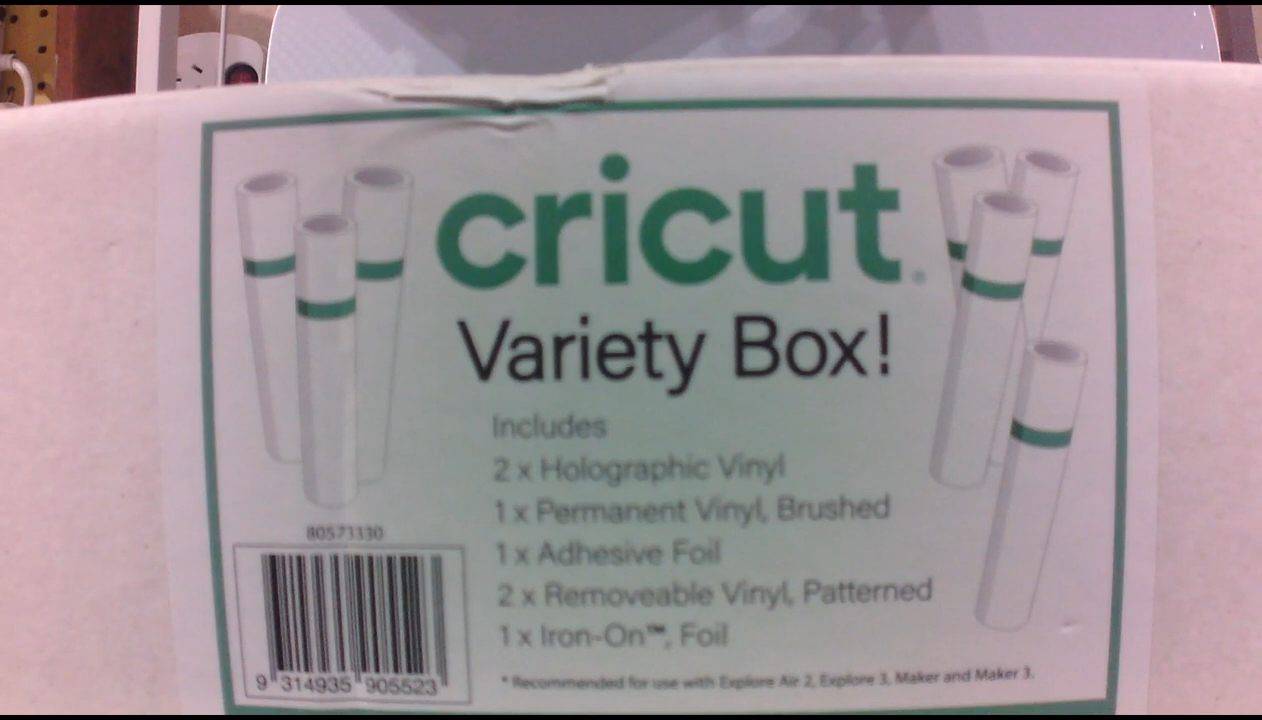 cricut
Variety Box!
Includes
2 x Holographic Vinyl
1 x Permanent Vinyl, Brushed
1 x Adhesive Foil
2 x Removeable Vinyl, Patterned
1 x Iron-On™, Foil
* Recommended for use with Explore Air 2, Explore 3, Maker and Maker 3.
80573330
9 314935 905523